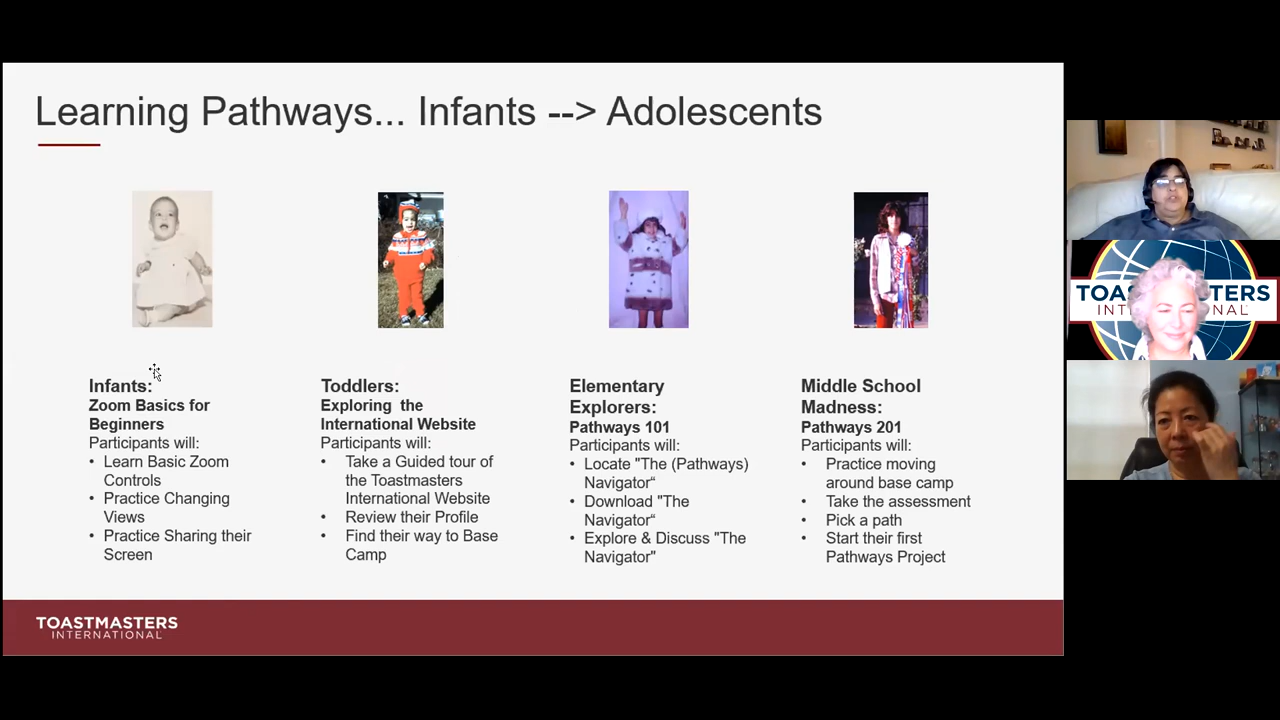 Learning Pathways... Infants --> Adolescents
Infants:
Zoom Basics for
Beginners
Participants will:
• Learn Basic Zoom
Controls
• Practice Changing
Views
• Practice Sharing their
Screen
Toddlers:
Exploring the
International Website
Participants will:
• Take a Guided tour of
the Toastmasters
International Website
• Review their Profile
• Find their way to Base
Camp
Elementary
Explorers:
Pathways 101
Participants will:
• Locate "The (Pathways)
Navigator“
• Download "The
Navigator“
• Explore & Discuss "The
Navigator"
Middle School
Madness:
Pathways 201
Participants will:
• Practice moving
around base camp
• Take the assessment
• Pick a path
• Start their first
Pathways Project
TOASTMASTERS
INTERNATIONAL